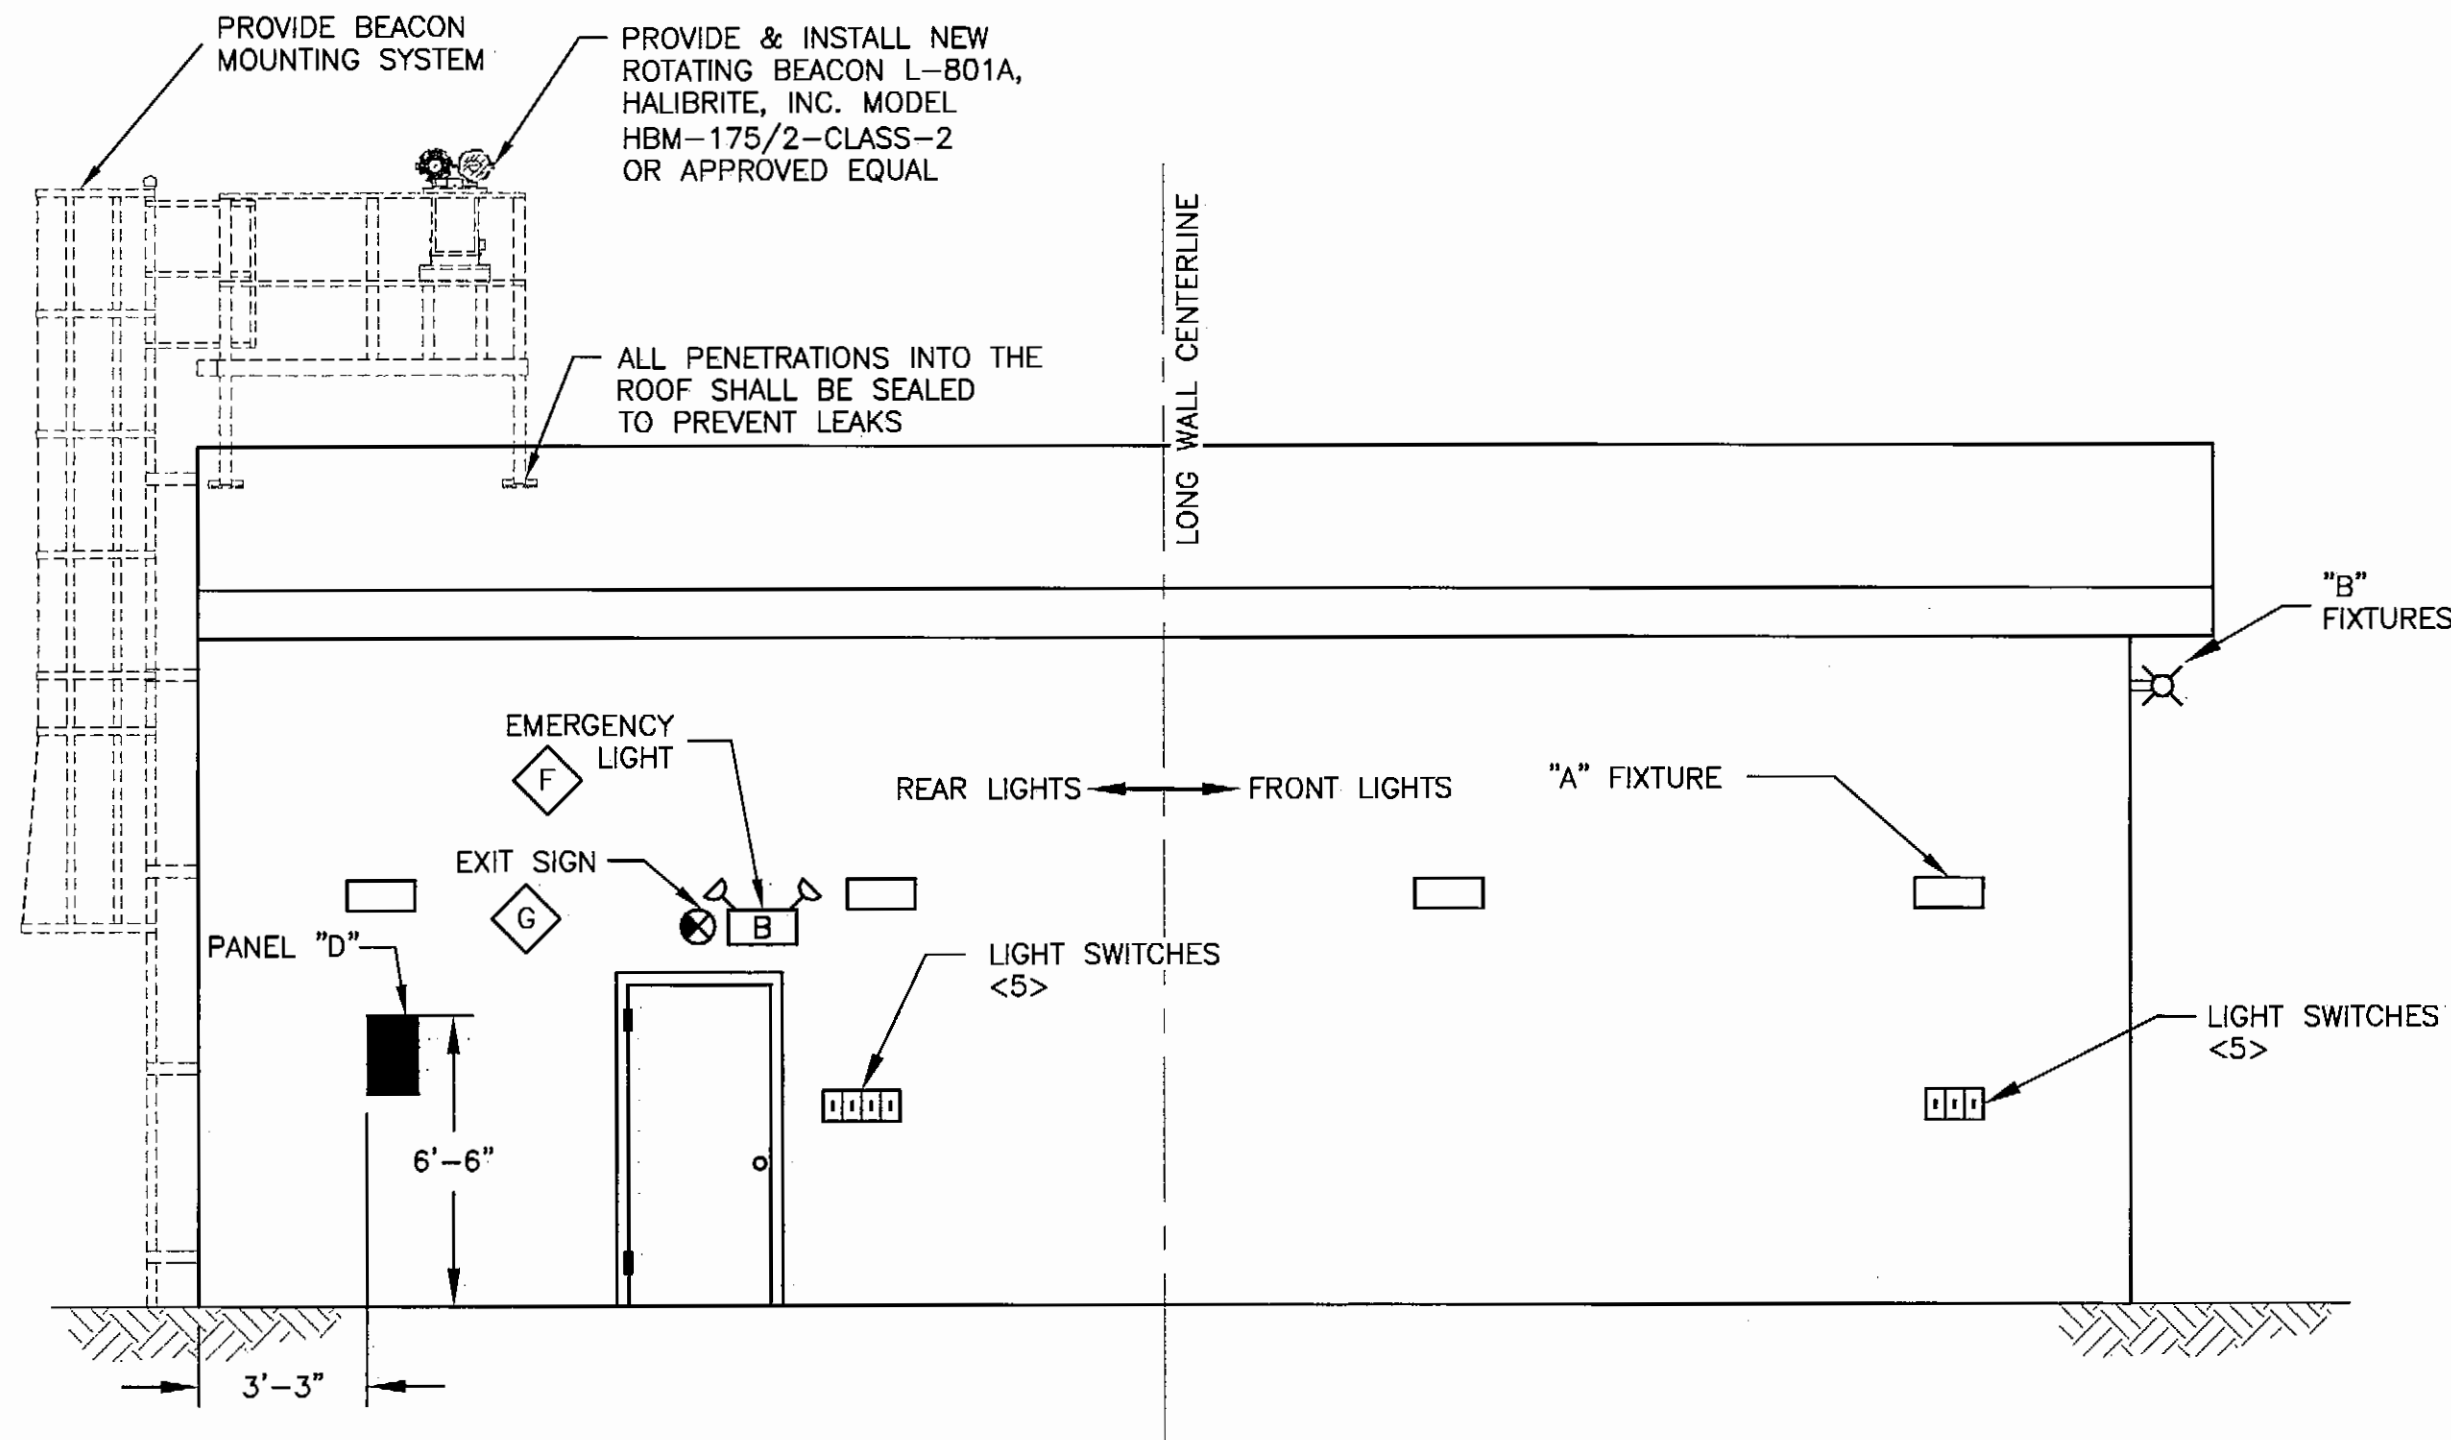 PROVIDE BEACON
MOUNTING SYSTEM
PROVIDE & INSTALL NEW
ROTATING BEACON L-801A,
HALIBRITE, INC. MODEL
HBM-175/2-CLASS-2
OR APPROVED EQUAL
ALL PENETRATIONS INTO THE
ROOF SHALL BE SEALED
TO PREVENT LEAKS
LONG WALL CENTERLINE
"B"
FIXTURES
EMERGENCY
LIGHT
F
REAR LIGHTS
FRONT LIGHTS
"A" FIXTURE
EXIT SIGN
G
B
PANEL "D"
LIGHT SWITCHES
<5>
LIGHT SWITCHES
<5>
6'-6"
3'-3"